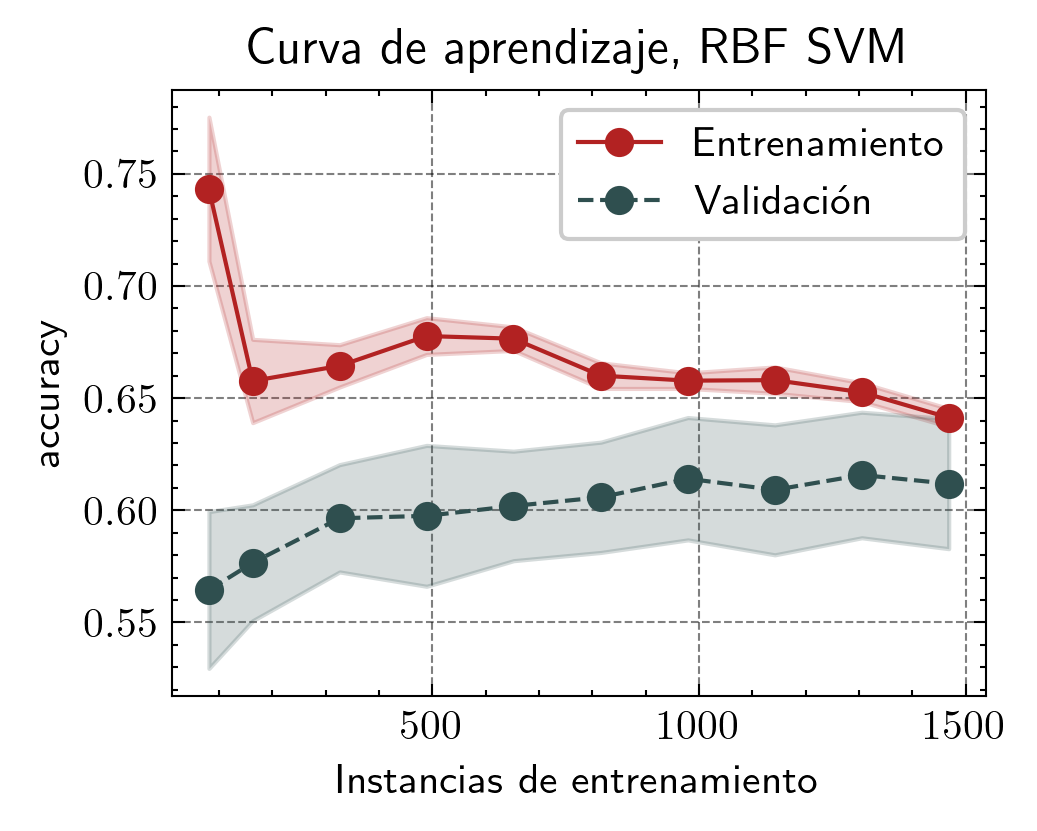 Curva de aprendizaje, RBF SVM
Entrenamiento
Validación
0.75
0.70
0.65
0.60
0.55
accuracy
500 1000 1500
Instancias de entrenamiento